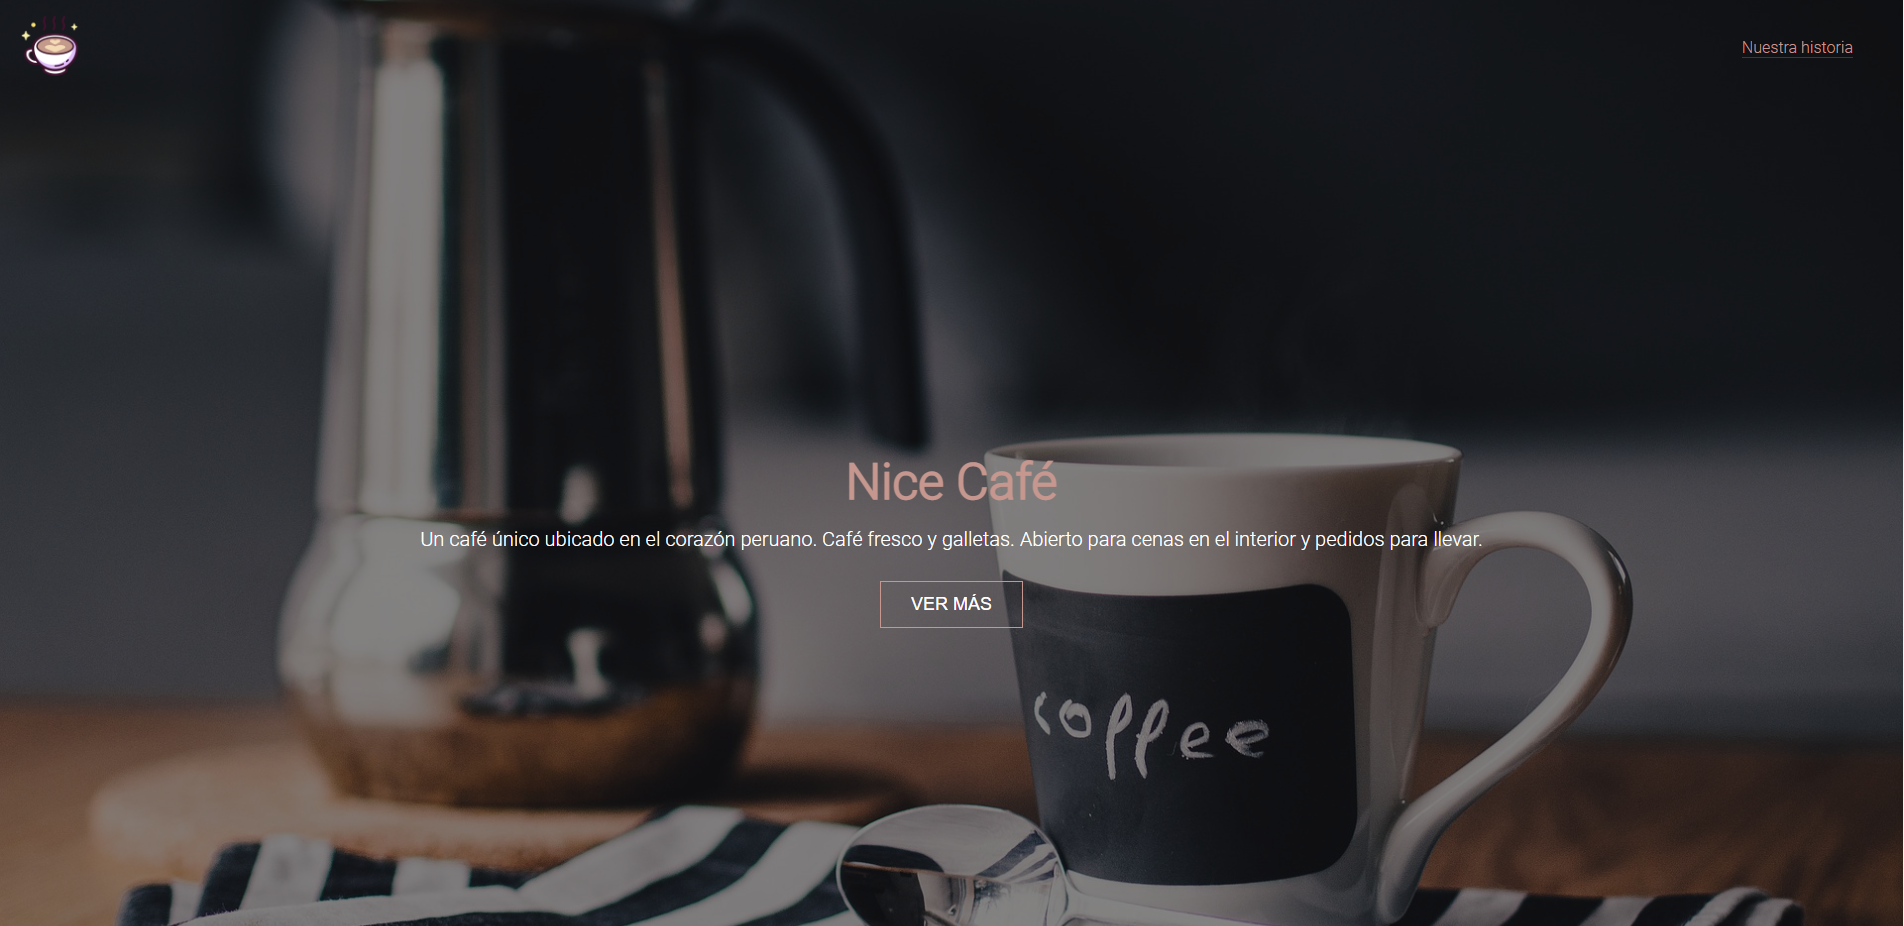 Nuestra historia
Nice Café
Un café único ubicado en el corazón peruano. Café fresco y galletas. Abierto para cenas en el interior y pedidos para llevar.
VER MÁS
coffee